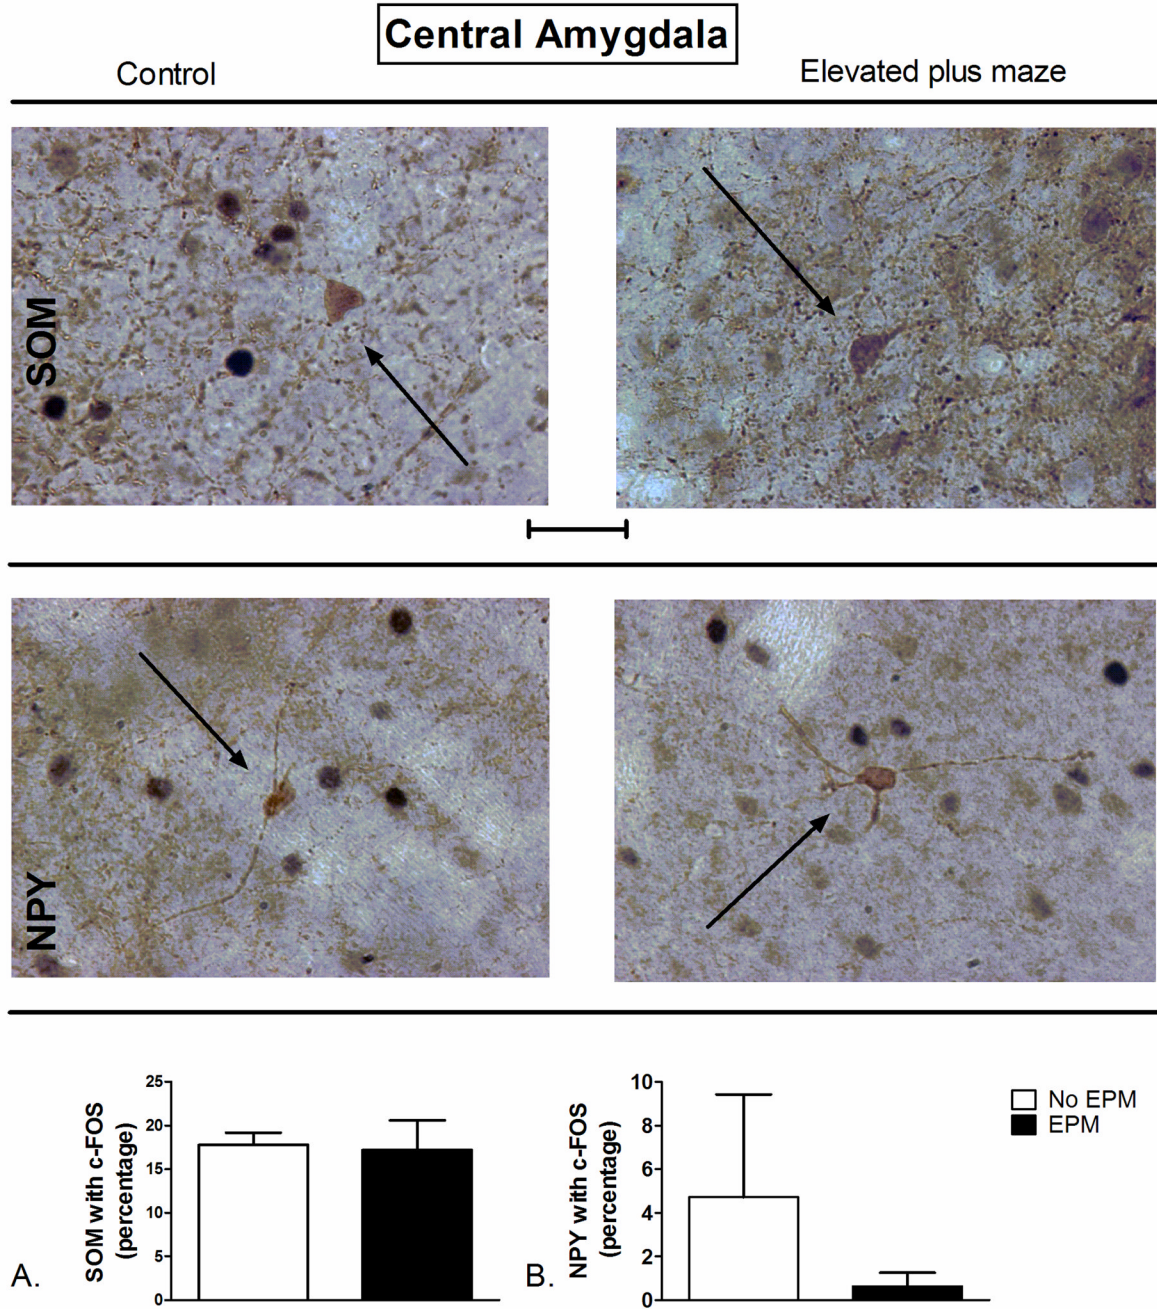 Central Amygdala
Control
Elevated plus maze
SOM
NPY
25
20
15
10
5
0
SOM with c-FOS
(percentage)
A.
10
8
6
4
2
0
NPY with c-FOS
(percentage)
B.
No EPM
EPM